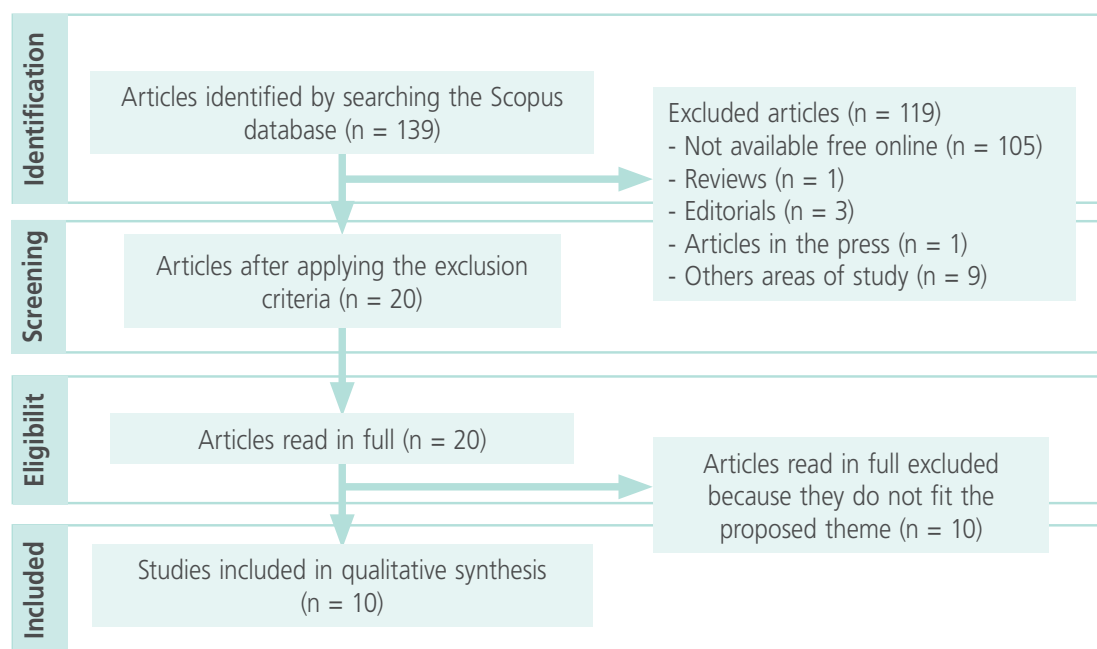 Identification
Articles identified by searching the Scopus
database (n = 139)
Excluded articles (n = 119)
- Not available free online (n = 105)
- Reviews (n = 1)
- Editorials (n = 3)
- Articles in the press (n = 1)
- Others areas of study (n = 9)
Screening
Articles after applying the exclusion
criteria (n = 20)
Eligibilit
Articles read in full (n = 20)
Articles read in full excluded
because they do not fit the
proposed theme (n = 10)
Included
Studies included in qualitative synthesis
(n = 10)